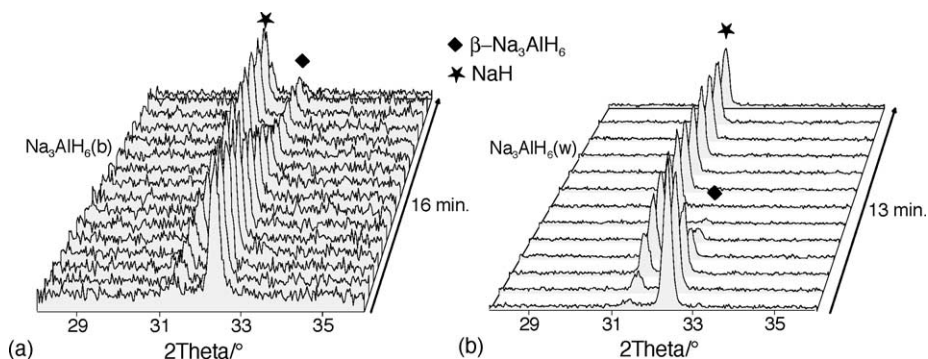 ◆ β–Na₃AlH₆
★ NaH
Na₃AlH₆(b)
16 min.
29 31 33 35
2Theta/°
(a)
Na₃AlH₆(w)
13 min.
29 31 33 35
2Theta/°
(b)